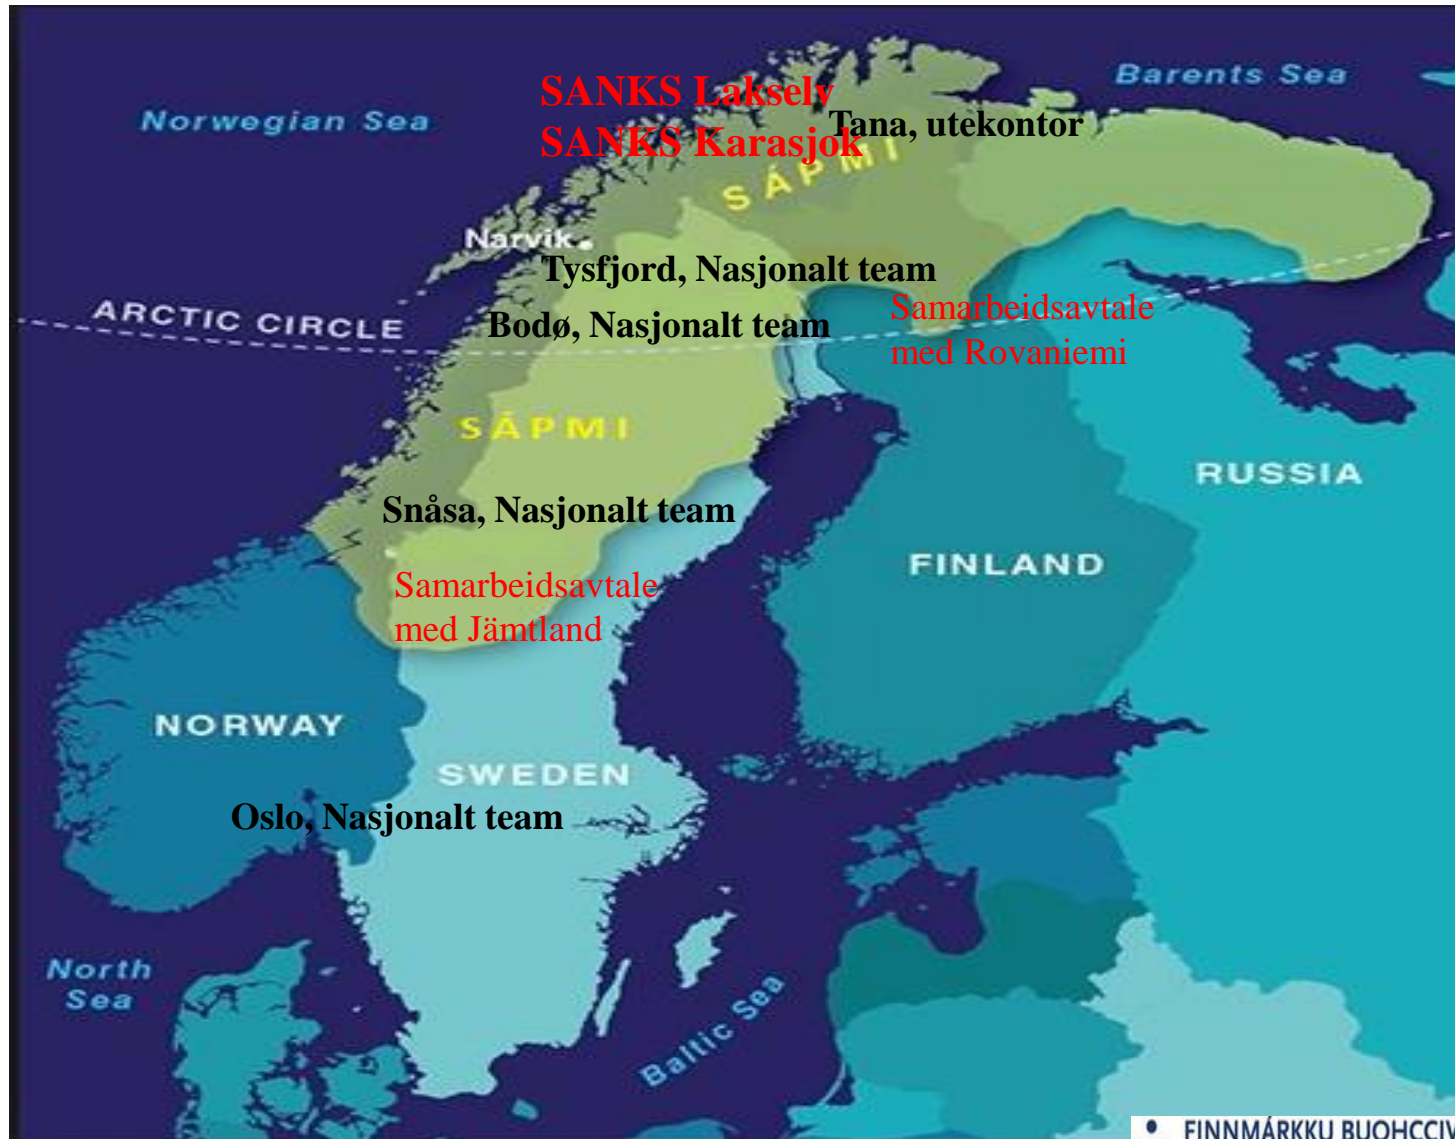 Barents Sea
SANKS Lakselv
Norwegian Sea
Tana, utekontor
SANKS Karasjok
SÁPMI
Narvik
Tysfjord, Nasjonalt team
ARCTIC CIRCLE
Samarbeidsavtale
med Rovaniemi
Bodø, Nasjonalt team
SÁPMI
RUSSIA
Snåsa, Nasjonalt team
FINLAND
Samarbeidsavtale
med Jämtland
NORWAY
SWEDEN
Oslo, Nasjonalt team
North
Sea
Baltic Sea
• FINNMÁRKKU